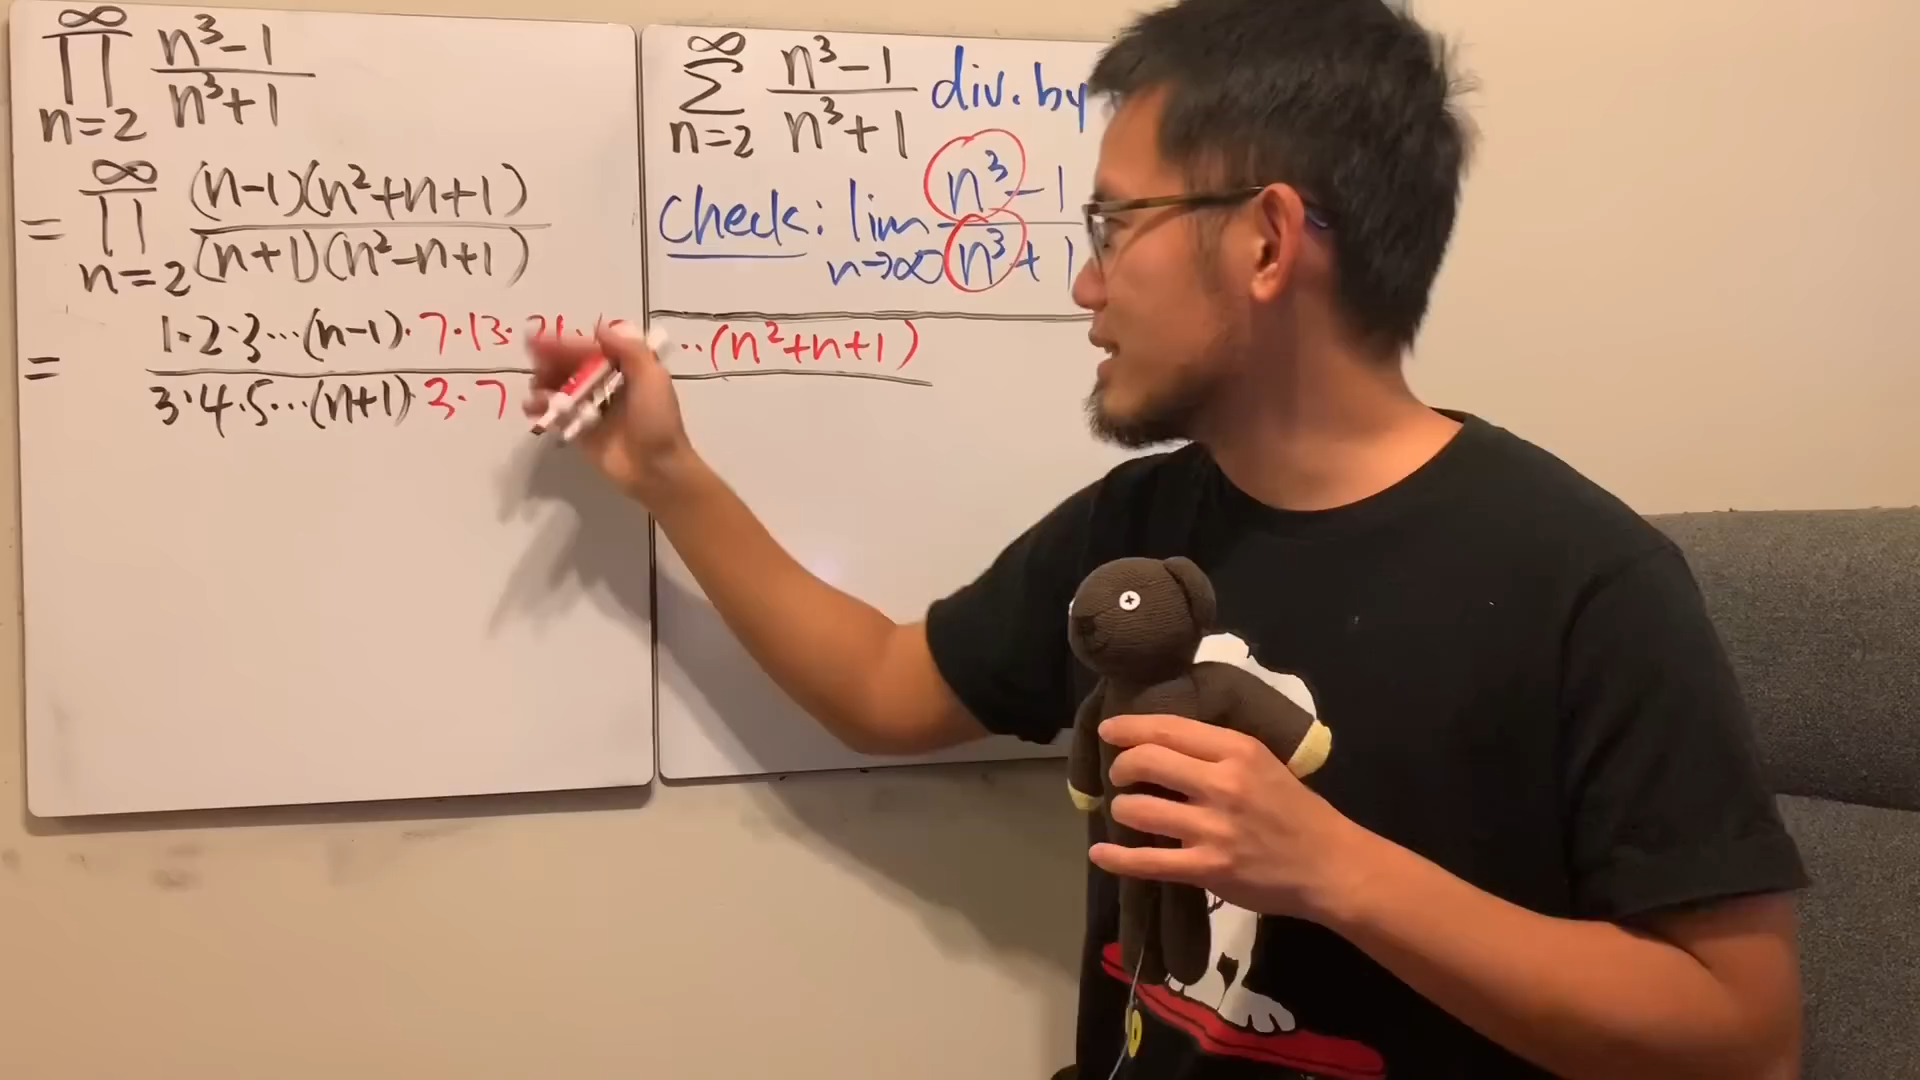 ∞ ∏ n=2 n³-1 / n³+1
= ∞ ∏ n=2 (n-1)(n²+n+1) / (n+1)(n²-n+1)
∞ Σ n=2 n³-1 / n³+1 div. by
check: lim n→∞ n³-1 / n³+1
= 1·2·3···(n-1)·7·13· ··(n²+n+1)
3·4·5···(n+1)·3·7